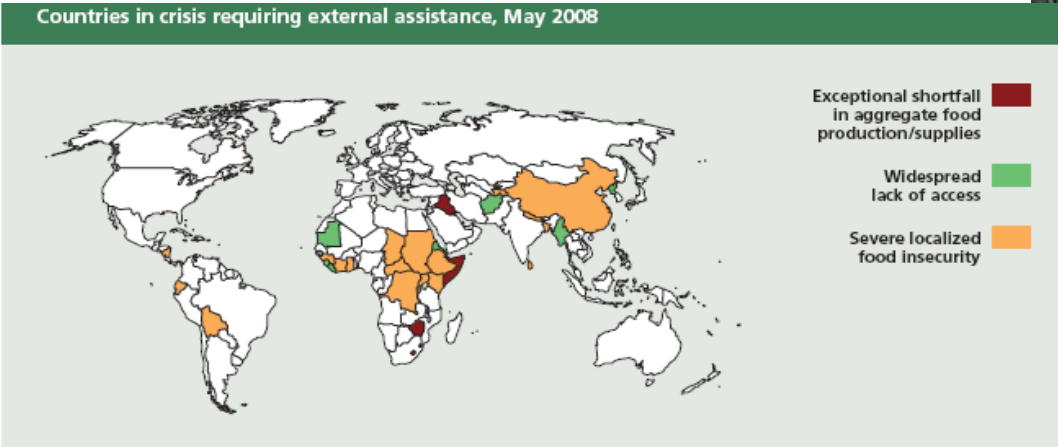 Countries in crisis requiring external assistance, May 2008
Exceptional shortfall
in aggregate food
production/supplies
Widespread
lack of access
Severe localized
food insecurity